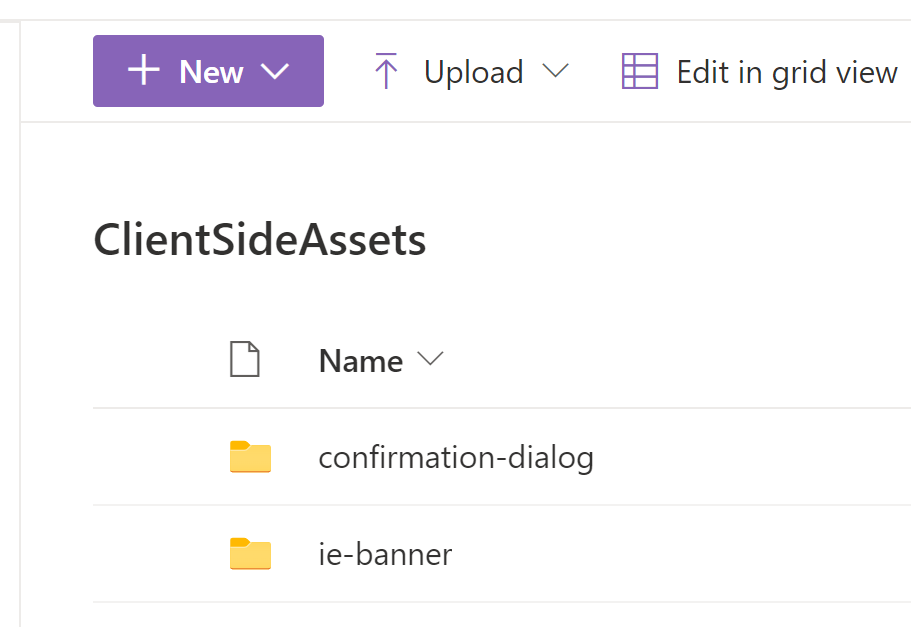 New Upload Edit in grid view
ClientSideAssets
Name
confirmation-dialog
ie-banner